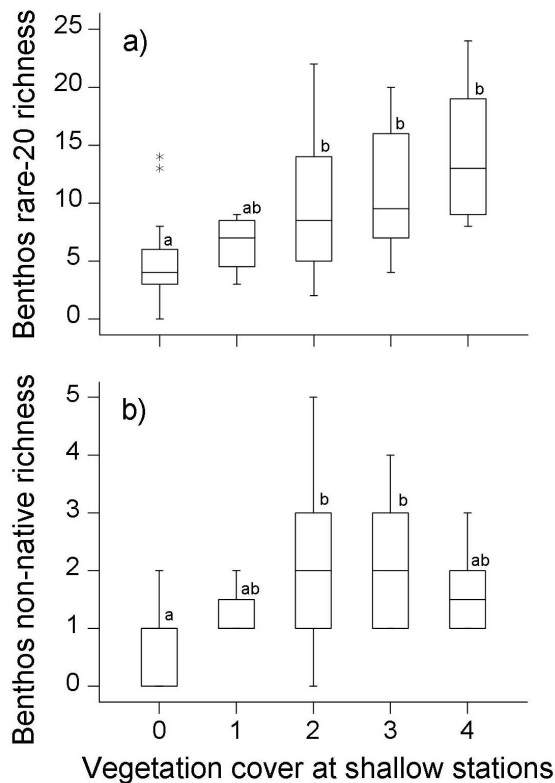 a)
Benthos rare-20 richness
25
20
15
10
5
0
a
ab
b
b
b
b)
Benthos non-native richness
5
4
3
2
1
0
a
ab
b
b
ab
0 1 2 3 4
Vegetation cover at shallow stations